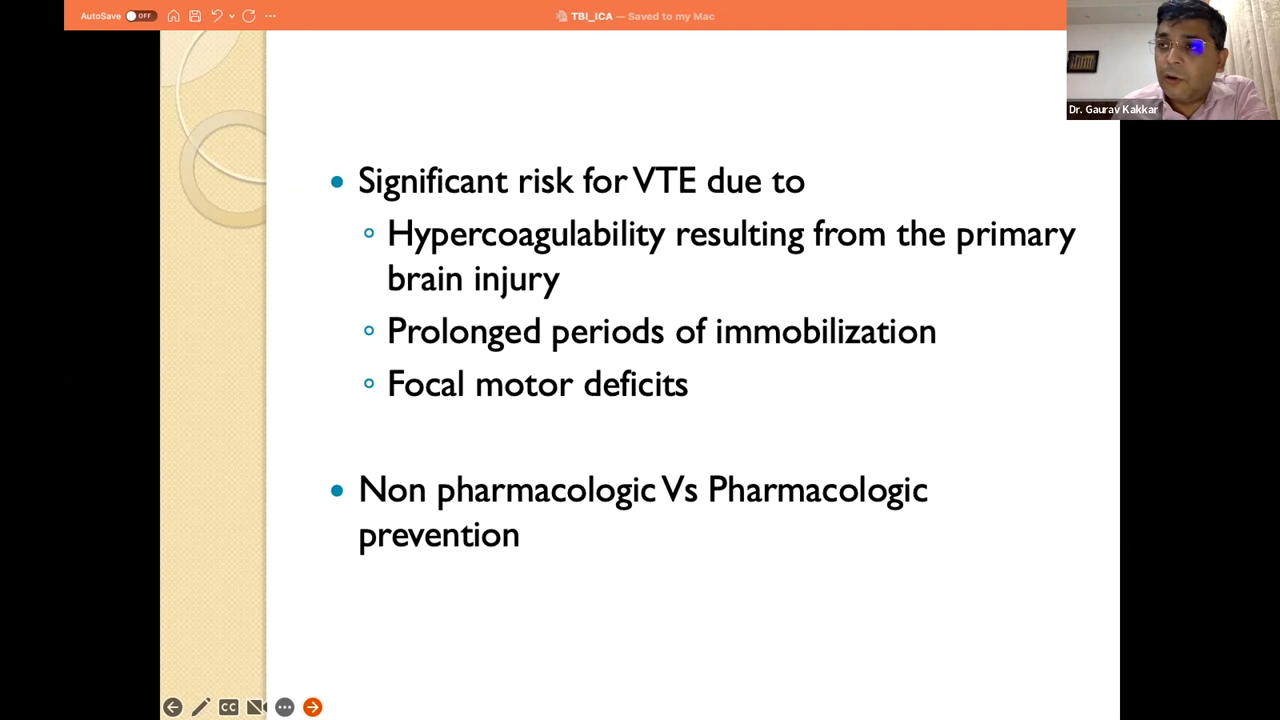 AutoSave OFF
TBI_ICA — Saved to my Mac
Dr. Gaurav Kakkar
Significant risk for VTE due to
Hypercoagulability resulting from the primary
brain injury
Prolonged periods of immobilization
Focal motor deficits
Non pharmacologic Vs Pharmacologic
prevention
CC